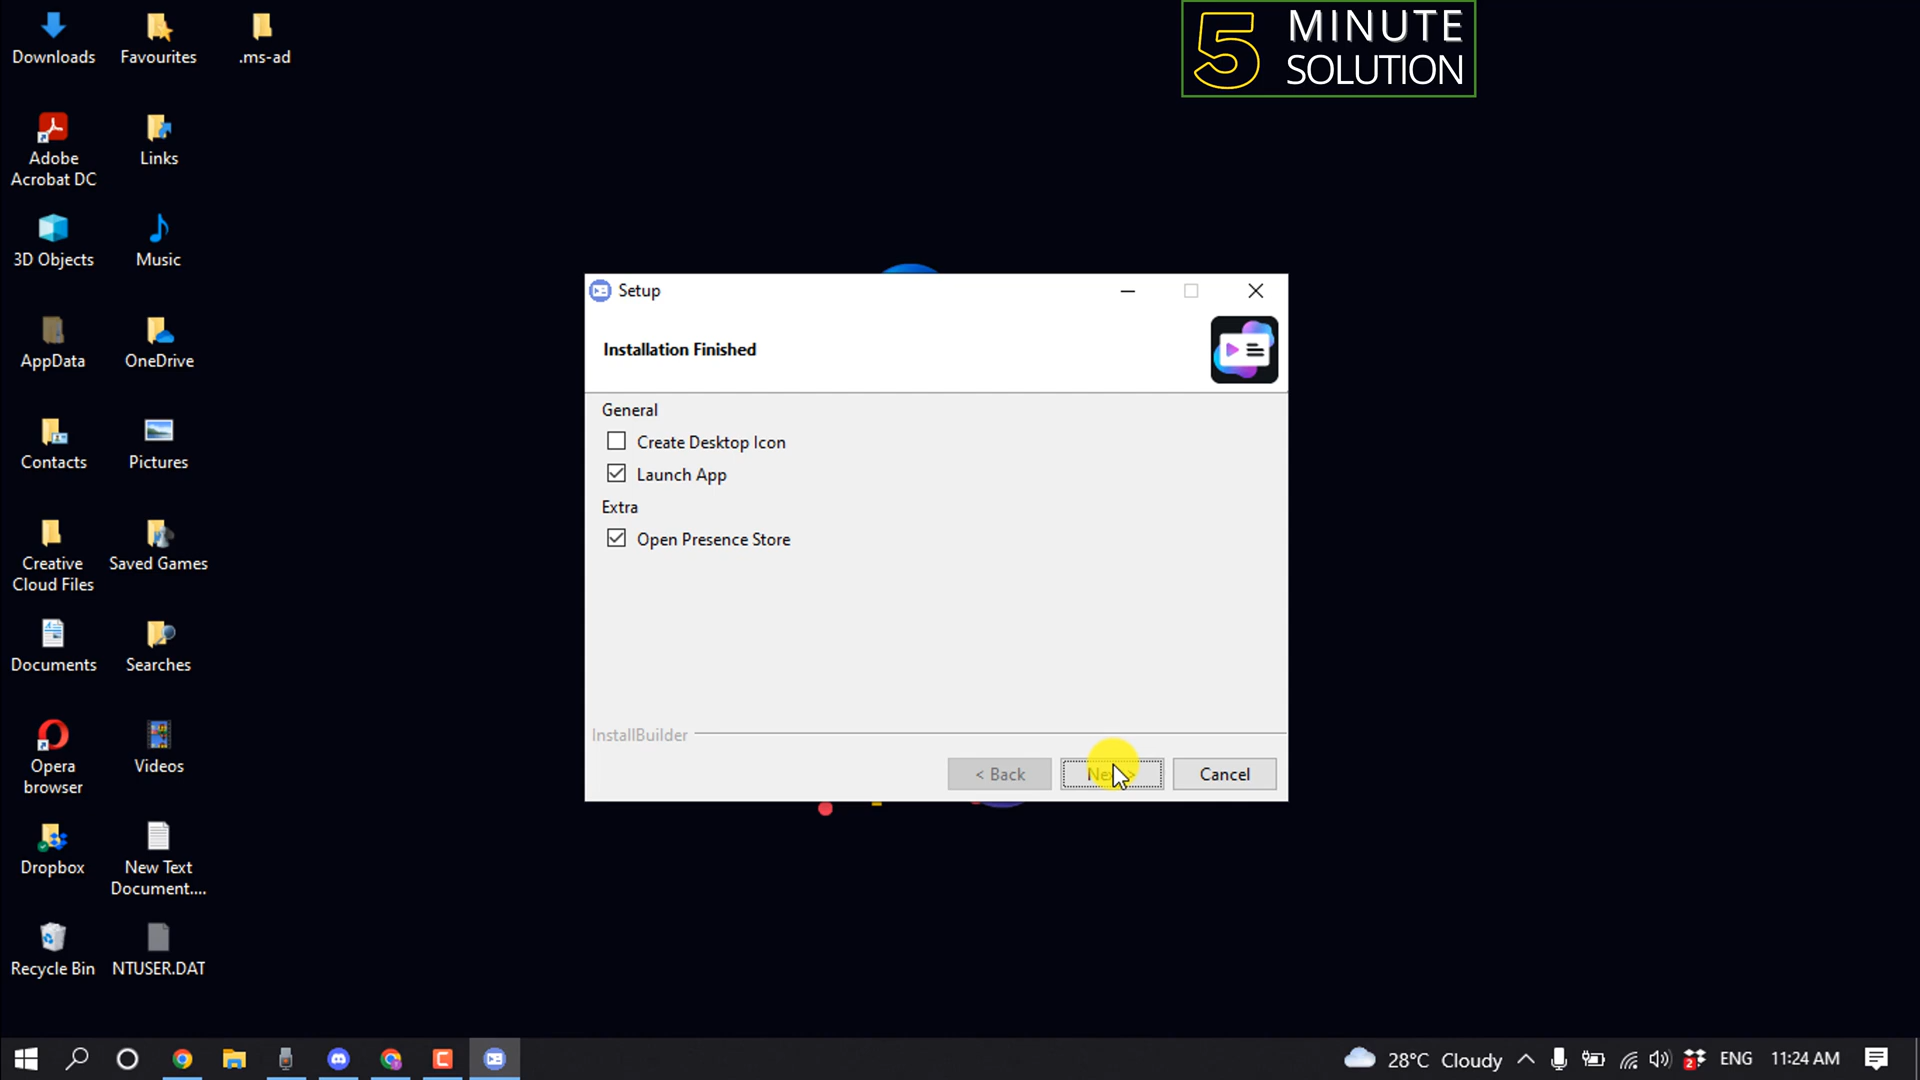 Downloads
Favourites
.ms-ad
5 MINUTE
SOLUTION
Adobe
Acrobat DC
Links
3D Objects
Music
AppData
OneDrive
Contacts
Pictures
Creative
Cloud Files
Saved Games
Documents
Searches
Opera
browser
Videos
Dropbox
New Text
Document....
Recycle Bin
NTUSER.DAT
Setup
Installation Finished
General
Create Desktop Icon
Launch App
Extra
Open Presence Store
InstallBuilder
< Back
Cancel
28°C Cloudy
2
ENG
11:24 AM